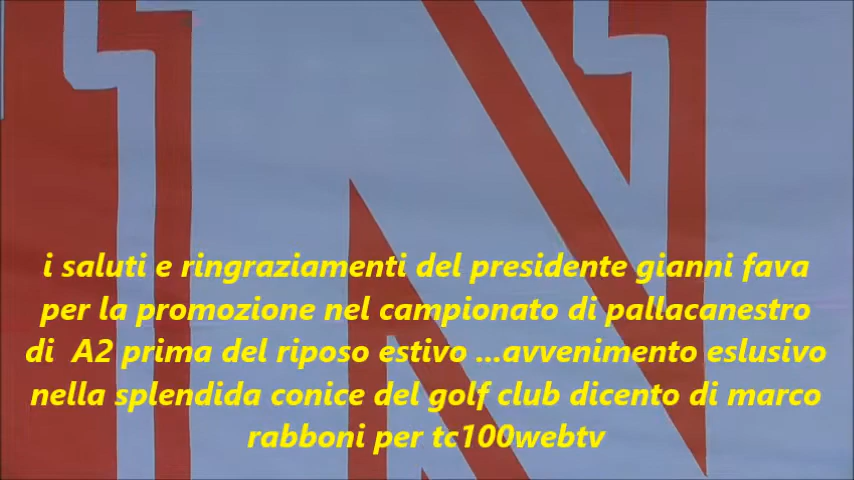 i saluti e ringraziamenti del presidente gianni fava
per la promozione nel campionato di pallacanestro
di A2 prima del riposo estivo ...avvenimento eslusivo
nella splendida conice del golf club dicento di marco
rabboni per tc100webtv